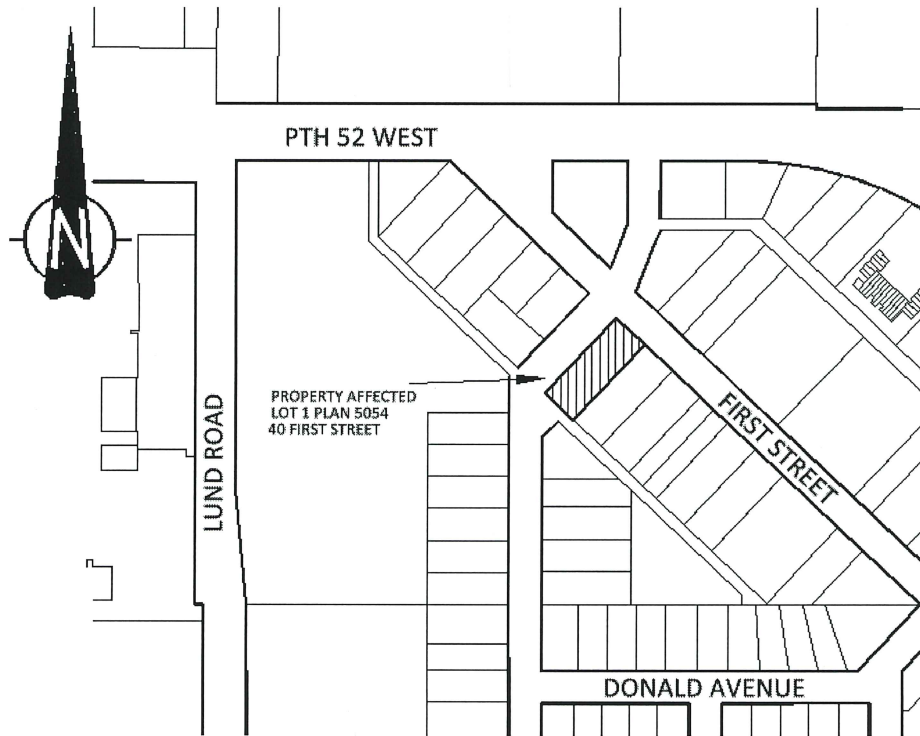 PTH 52 WEST
N
PROPERTY AFFECTED
LOT 1 PLAN 5054
40 FIRST STREET
LUND ROAD
FIRST STREET
DONALD AVENUE